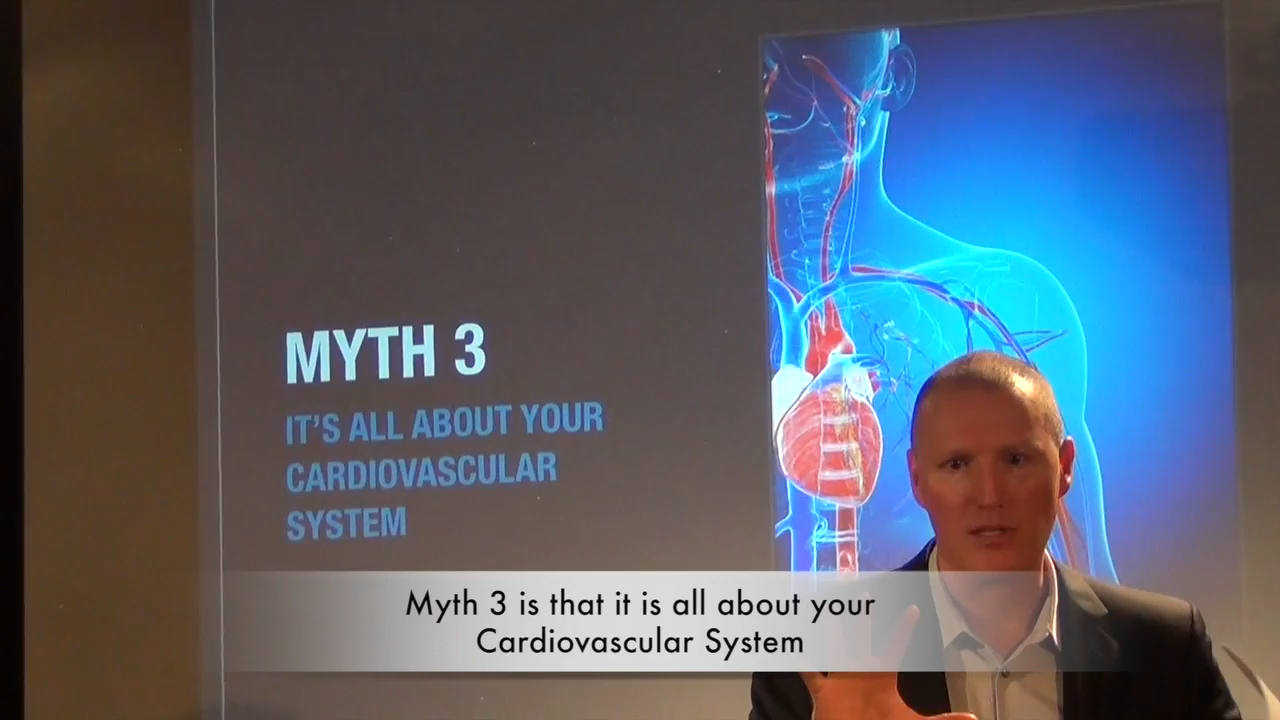 MYTH 3
IT'S ALL ABOUT YOUR
CARDIOVASCULAR
SYSTEM
Myth 3 is that it is all about your
Cardiovascular System